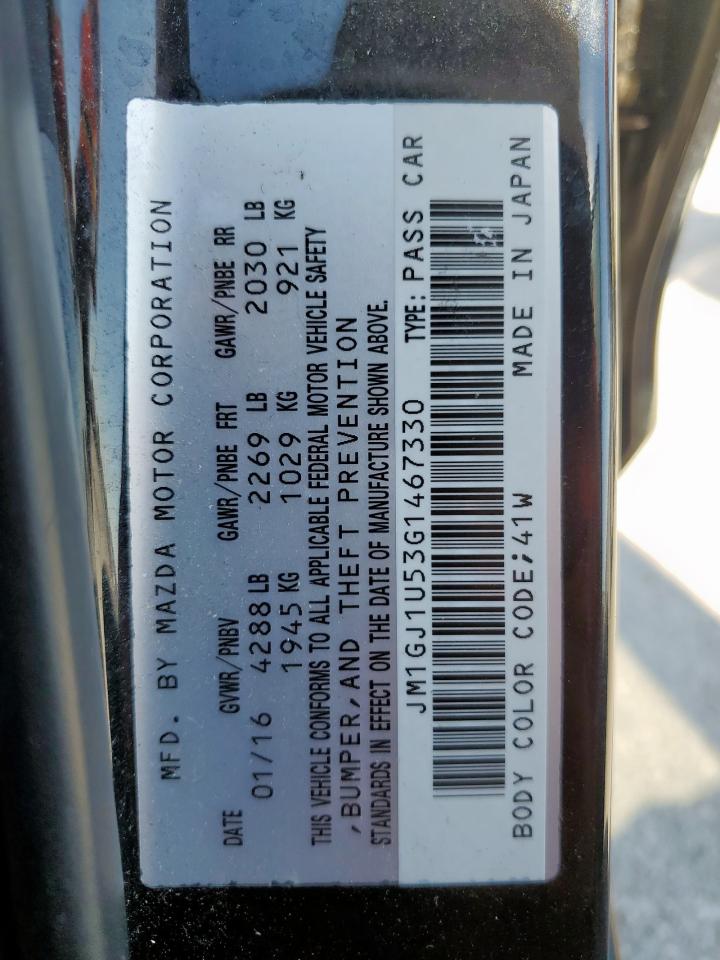 MFD. BY MAZDA MOTOR CORPORATION
DATE GVWR/PNBV GAWR/PNBE FRT GAWR/PNBE RR
01/16 4288 LB 2269 LB 2030 LB
1945 KG 1029 KG 921 KG
THIS VEHICLE CONFORMS TO ALL APPLICABLE FEDERAL MOTOR VEHICLE SAFETY
,BUMPER,AND THEFT PREVENTION
STANDARDS IN EFFECT ON THE DATE OF MANUFACTURE SHOWN ABOVE.
JM1GJ1U53G1467330 TYPE: PASS CAR
BODY COLOR CODE;41W MADE IN JAPAN